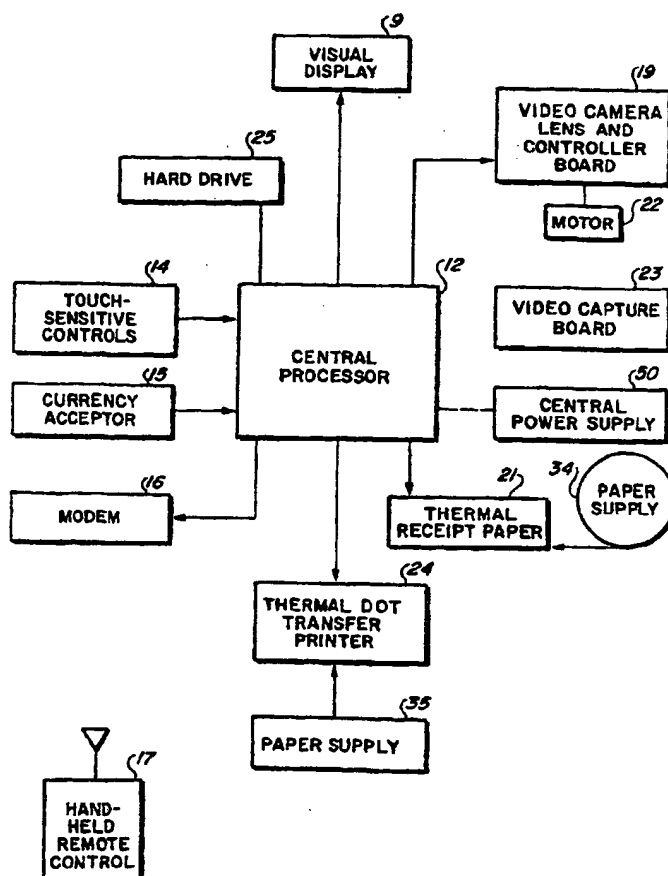 9
VISUAL
DISPLAY
19
VIDEO CAMERA
LENS AND
CONTROLLER
BOARD
25
HARD DRIVE
MOTOR
22
14
TOUCH-
SENSITIVE
CONTROLS
12
CENTRAL
PROCESSOR
23
VIDEO CAPTURE
BOARD
15
CURRENCY
ACCEPTOR
50
CENTRAL
POWER SUPPLY
16
MODEM
21
THERMAL
RECEIPT PAPER
34
PAPER
SUPPLY
24
THERMAL DOT
TRANSFER
PRINTER
35
PAPER SUPPLY
17
HAND-
HELD
REMOTE
CONTROL